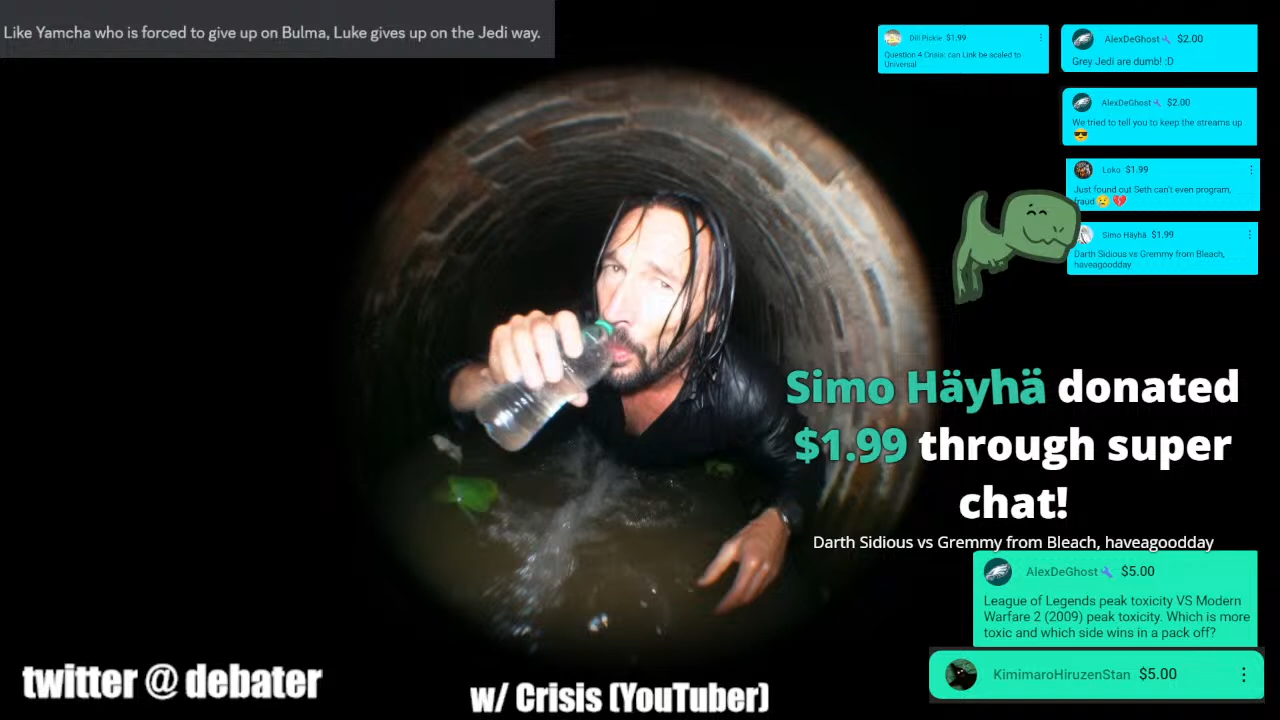 Like Yamcha who is forced to give up on Bulma, Luke gives up on the Jedi way.
Dill Pickle $1.99
Question 4 Crisis: can Link be scaled to
Universal
AlexDeGhost $2.00
Grey Jedi are dumb! :D
AlexDeGhost $2.00
We tried to tell you to keep the streams up
😎
Loko $1.99
Just found out Seth can't even program,
fraud 😢 💔
Simo Häyhä $1.99
Darth Sidious vs Gremmy from Bleach,
haveagoodday
Simo Häyhä donated
$1.99 through super
chat!
Darth Sidious vs Gremmy from Bleach, haveagoodday
AlexDeGhost $5.00
League of Legends peak toxicity VS Modern
Warfare 2 (2009) peak toxicity. Which is more
toxic and which side wins in a pack off?
KimimaroHiruzenStan $5.00
twitter @ debater
w/ Crisis (YouTuber)